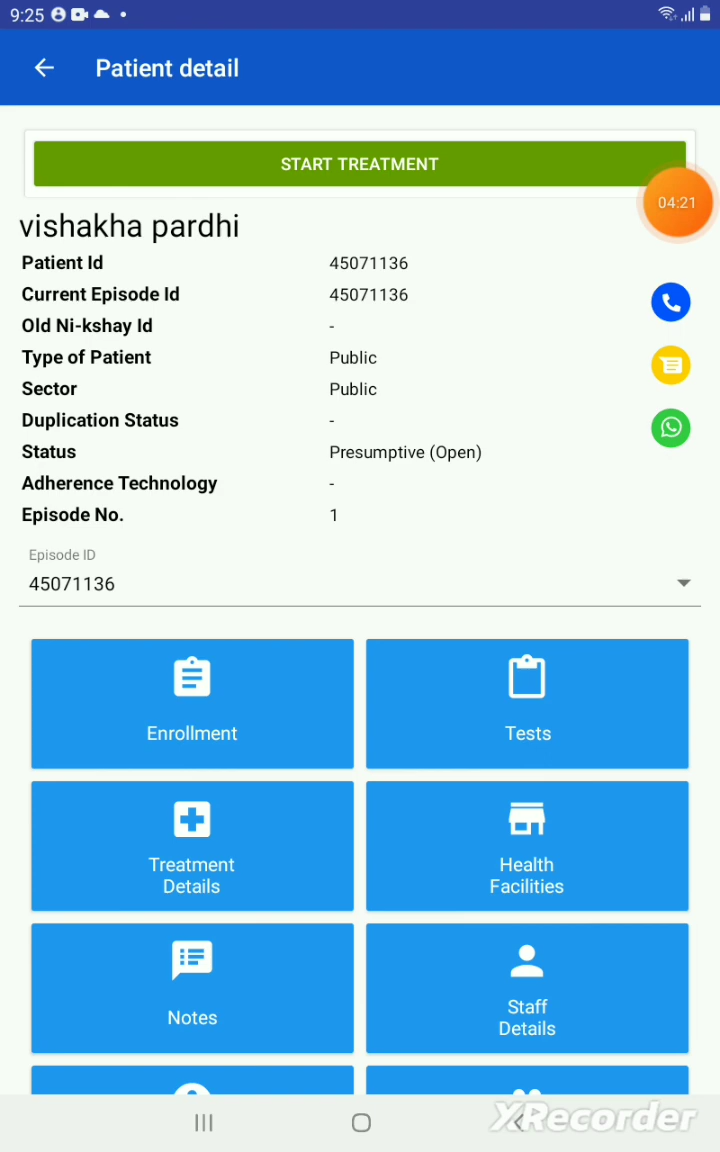 9:25
Patient detail
START TREATMENT
04:21
vishakha pardhi
Patient Id 45071136
Current Episode Id 45071136
Old Ni-kshay Id -
Type of Patient Public
Sector Public
Duplication Status -
Status Presumptive (Open)
Adherence Technology -
Episode No. 1
Episode ID
45071136
Enrollment
Tests
Treatment
Details
Health
Facilities
Notes
Staff
Details
XRecorder